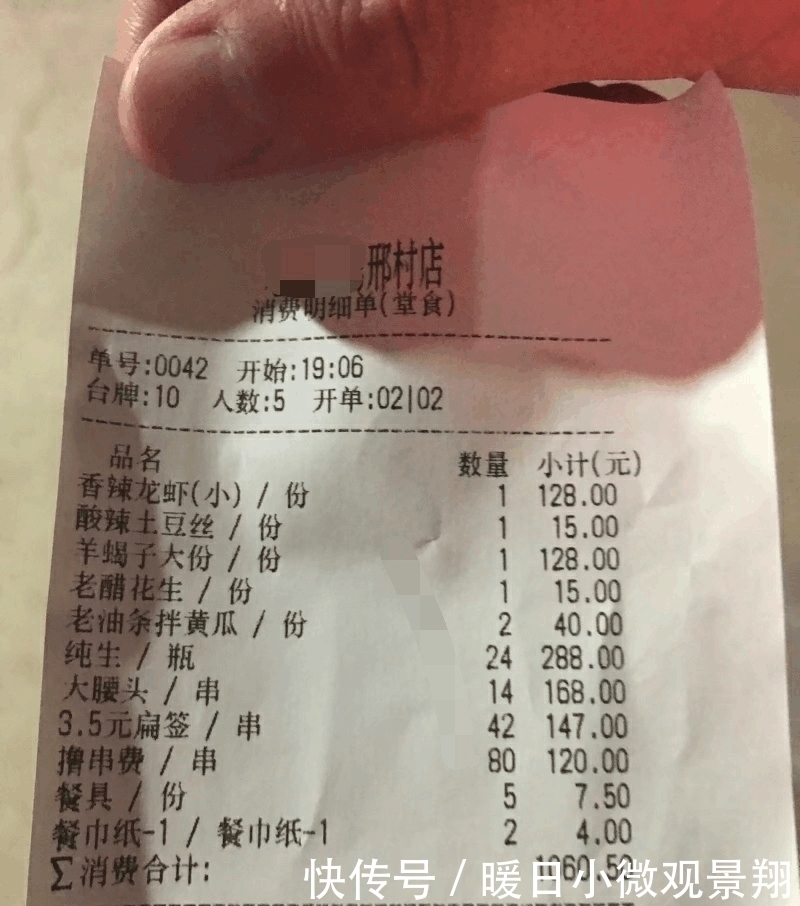 邢村店
消费明细单(堂食)
单号:0042 开始:19:06
台牌:10 人数:5 开单:02|02
品名 数量 小计(元)
香辣龙虾(小) / 份 1 128.00
酸辣土豆丝 / 份 1 15.00
羊蝎子大份 / 份 1 128.00
老醋花生 / 份 1 15.00
老油条拌黄瓜 / 份 2 40.00
纯生 / 瓶 24 288.00
大腰头 / 串 14 168.00
3.5元扁签 / 串 42 147.00
撸串费 / 串 80 120.00
餐具 / 份 5 7.50
餐巾纸-1 / 餐巾纸-1 2 4.00
∑消费合计: 1060.50
快传号 / 暖日小微观景翔